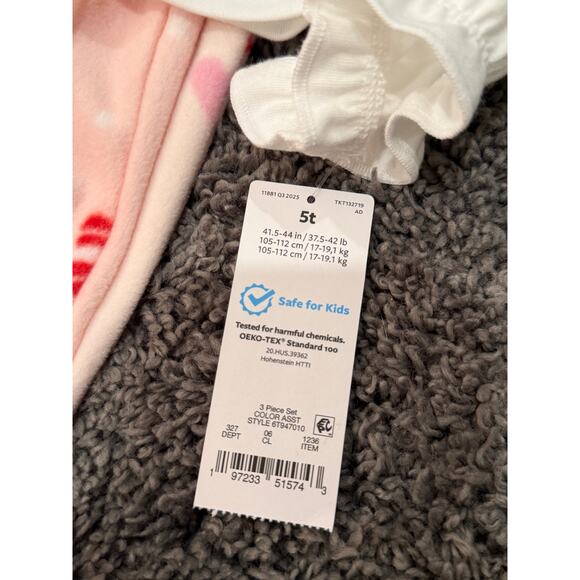 11881 Q3 2025
TKT132719
AD
5t
41.5-44 in / 37.5-42 lb
105-112 cm / 17-19,1 kg
105-112 cm / 17-19.1 kg
Safe for Kids
Tested for harmful chemicals.
OEKO-TEX® Standard 100
20.HUS.39362
Hohenstein HTTI
3 Piece Set
COLOR ASST
STYLE 6T947010
327 06 1236
DEPT CL ITEM
1 97233 51574 3